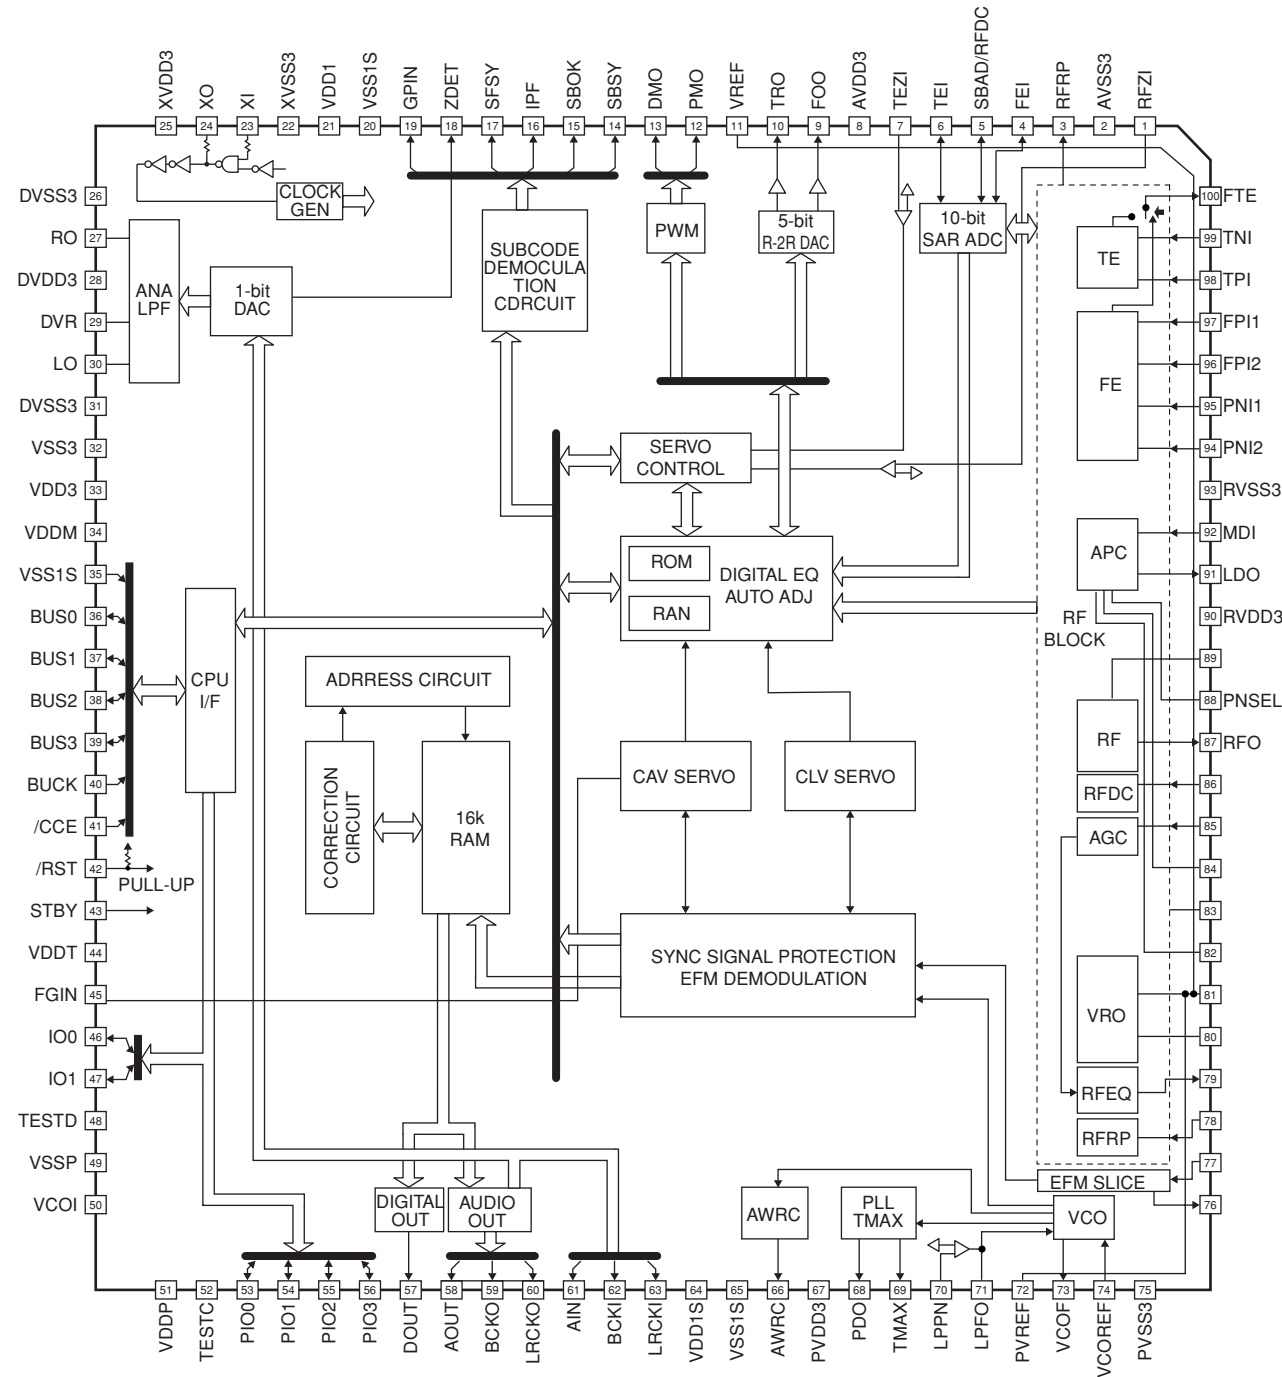 XVDD3
XO
XI
XVSS3
VDD1
VSS1S
GPIN
ZDET
SFSY
IPF
SBOK
SBSY
DMO
PMO
VREF
TRO
FOO
AVDD3
TEZI
TEI
SBAD/RFDC
FEI
RFRP
AVSS3
RFZI
25
24
23
22
21
20
19
18
17
16
15
14
13
12
11
10
9
8
7
6
5
4
3
2
1
DVSS3 26
RO 27
DVDD3 28
DVR 29
LO 30
DVSS3 31
VSS3 32
VDD3 33
VDDM 34
VSS1S 35
BUS0 36
BUS1 37
BUS2 38
BUS3 39
BUCK 40
/CCE 41
/RST 42
PULL-UP
STBY 43
VDDT 44
FGIN 45
IO0 46
IO1 47
TESTD 48
VSSP 49
VCOI 50
CLOCK
GEN
ANA
LPF
1-bit
DAC
SUBCODE
DEMOCULA
TION
CDRCUIT
PWM
5-bit
R-2R DAC
10-bit
SAR ADC
SERVO
CONTROL
ROM
RAN
DIGITAL EQ
AUTO ADJ
CPU
I/F
ADRRESS CIRCUIT
CORRECTION
CIRCUIT
16k
RAM
CAV SERVO
CLV SERVO
SYNC SIGNAL PROTECTION
EFM DEMODULATION
DIGITAL
OUT
AUDIO
OUT
AWRC
PLL
TMAX
VCO
EFM SLICE
TE
FE
APC
RF
BLOCK
RF
RFDC
AGC
VRO
RFEQ
RFRP
100 FTE
99 TNI
98 TPI
97 FPI1
96 FPI2
95 PNI1
94 PNI2
93 RVSS3
92 MDI
91 LDO
90 RVDD3
89
88 PNSEL
87 RFO
86
85
84
83
82
81
80
79
78
77
76
51
52
53
54
55
56
57
58
59
60
61
62
63
64
65
66
67
68
69
70
71
72
73
74
75
VDDP
TESTC
PIO0
PIO1
PIO2
PIO3
DOUT
AOUT
BCKO
LRCKO
AIN
BCKI
LRCKI
VDD1S
VSS1S
AWRC
PVDD3
PDO
TMAX
LPPN
LPFO
PVREF
VCOF
VCOREF
PVSS3